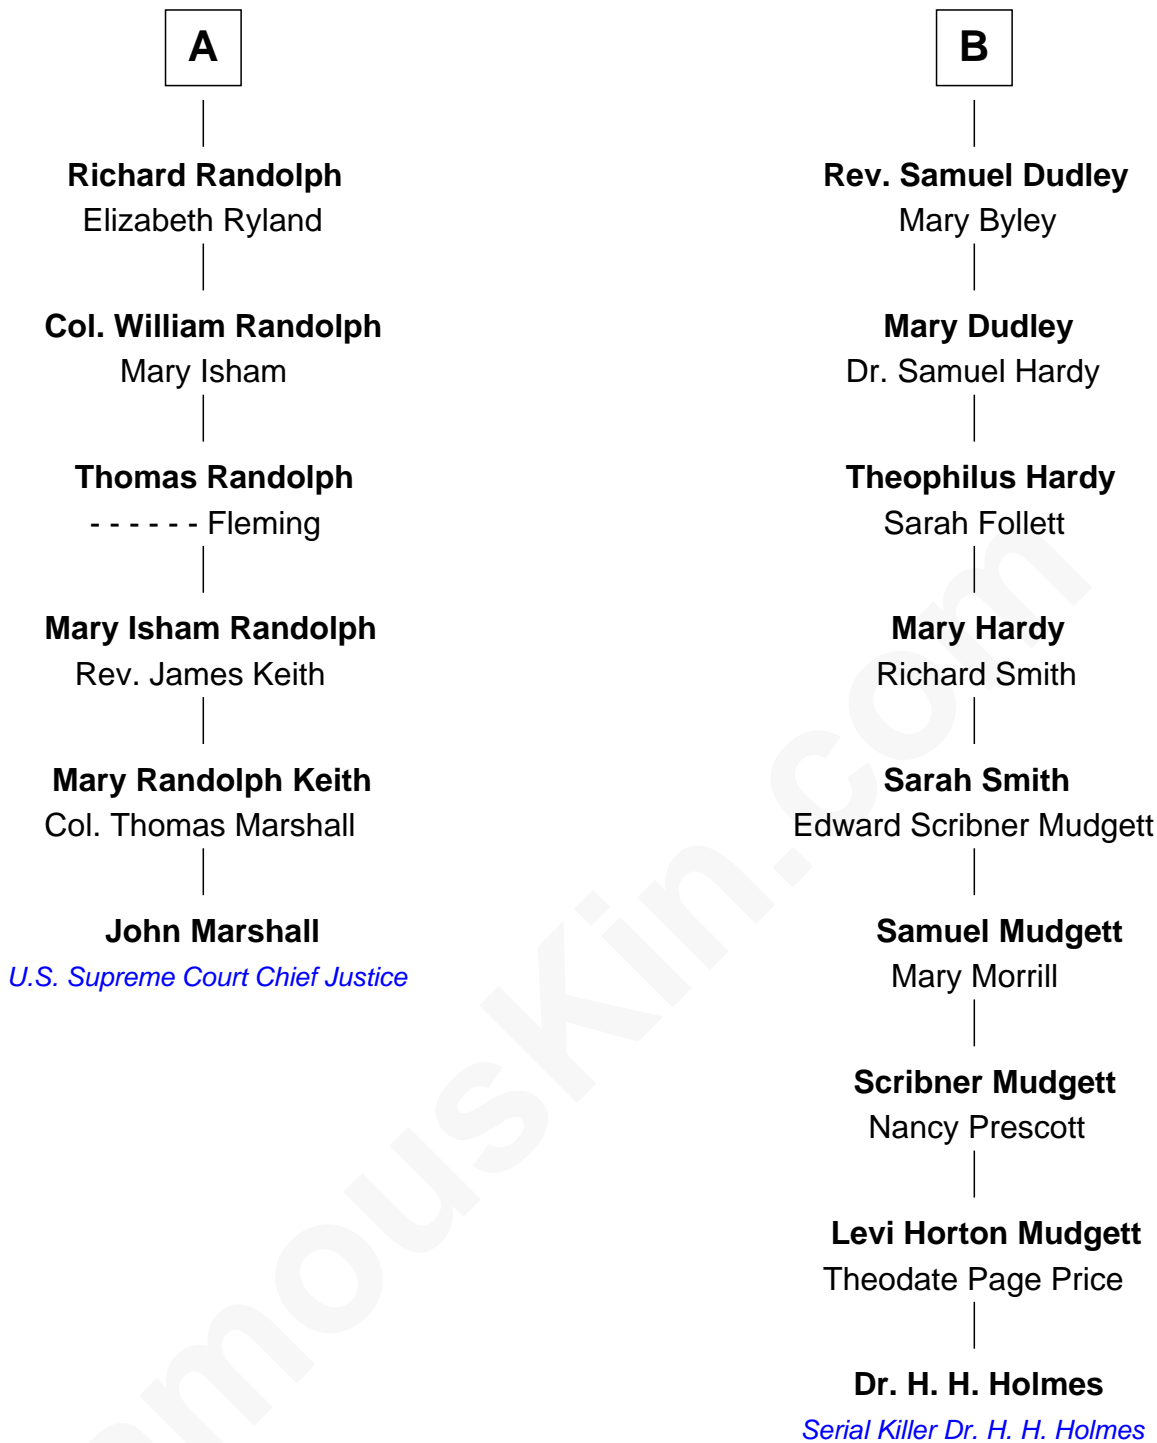 A
Richard Randolph
Elizabeth Ryland
Col. William Randolph
Mary Isham
Thomas Randolph
- - - - - - Fleming
Mary Isham Randolph
Rev. James Keith
Mary Randolph Keith
Col. Thomas Marshall
John Marshall
U.S. Supreme Court Chief Justice
B
Rev. Samuel Dudley
Mary Byley
Mary Dudley
Dr. Samuel Hardy
Theophilus Hardy
Sarah Follett
Mary Hardy
Richard Smith
Sarah Smith
Edward Scribner Mudgett
Samuel Mudgett
Mary Morrill
Scribner Mudgett
Nancy Prescott
Levi Horton Mudgett
Theodate Page Price
Dr. H. H. Holmes
Serial Killer Dr. H. H. Holmes
amouskin.com